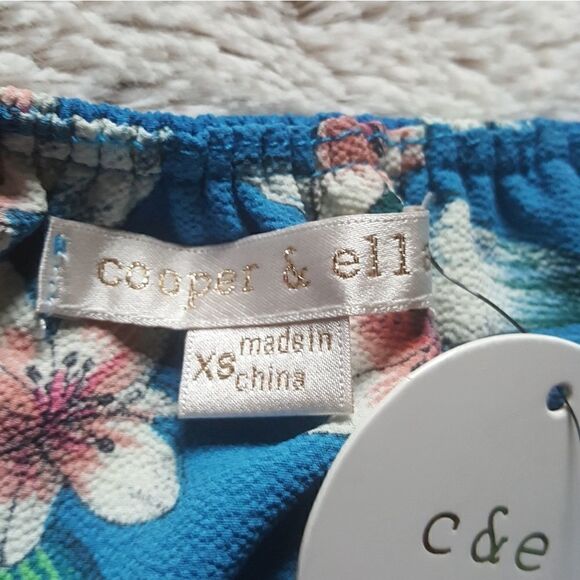 cooper & ell
XS made in
china
c & e